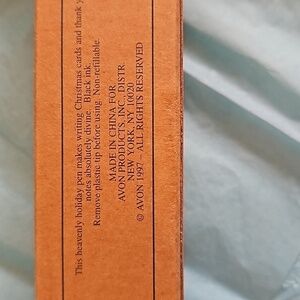 This heavenly holiday pen makes writing Christmas cards and thank
notes absolutely divine. Black ink.
Remove plastic tip before using. Non-refillable.
MADE IN CHINA FOR
AVON PRODUCTS, INC., DISTR.
NEW YORK, NY 10020
© AVON 1997 – ALL RIGHTS RESERVED